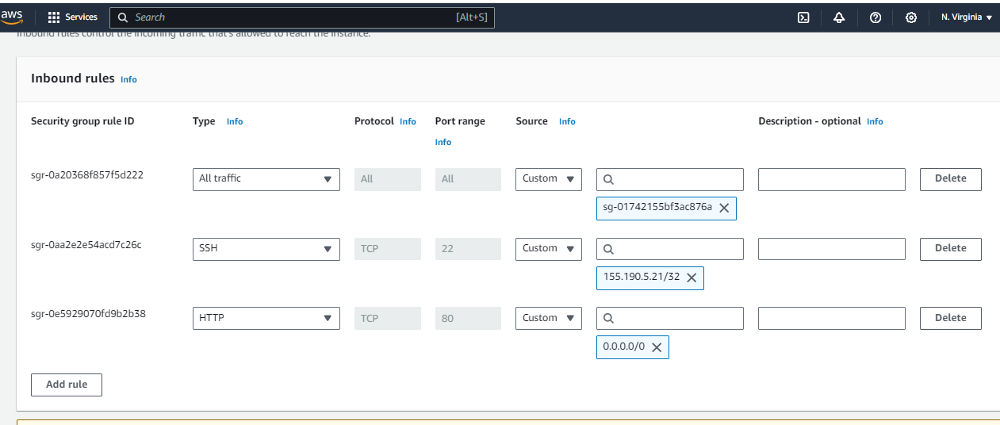 aws Services Search [Alt+S] N. Virginia
Inbound rules control the incoming traffic that's allowed to reach the instance.
Inbound rules Info
Security group rule ID Type Info Protocol Info Port range Source Info Description - optional Info
Info
sgr-0a20368f857f5d222 All traffic All All Custom Delete
sg-01742155bf3ac876a
sgr-0aa2e2e54acd7c26c SSH TCP 22 Custom Delete
155.190.5.21/32
sgr-0e5929070fd9b2b38 HTTP TCP 80 Custom Delete
0.0.0.0/0
Add rule